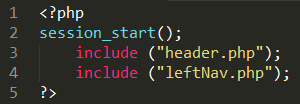 1 <?php
2 session_start();
3     include ("header.php");
4     include ("leftNav.php");
5 ?>